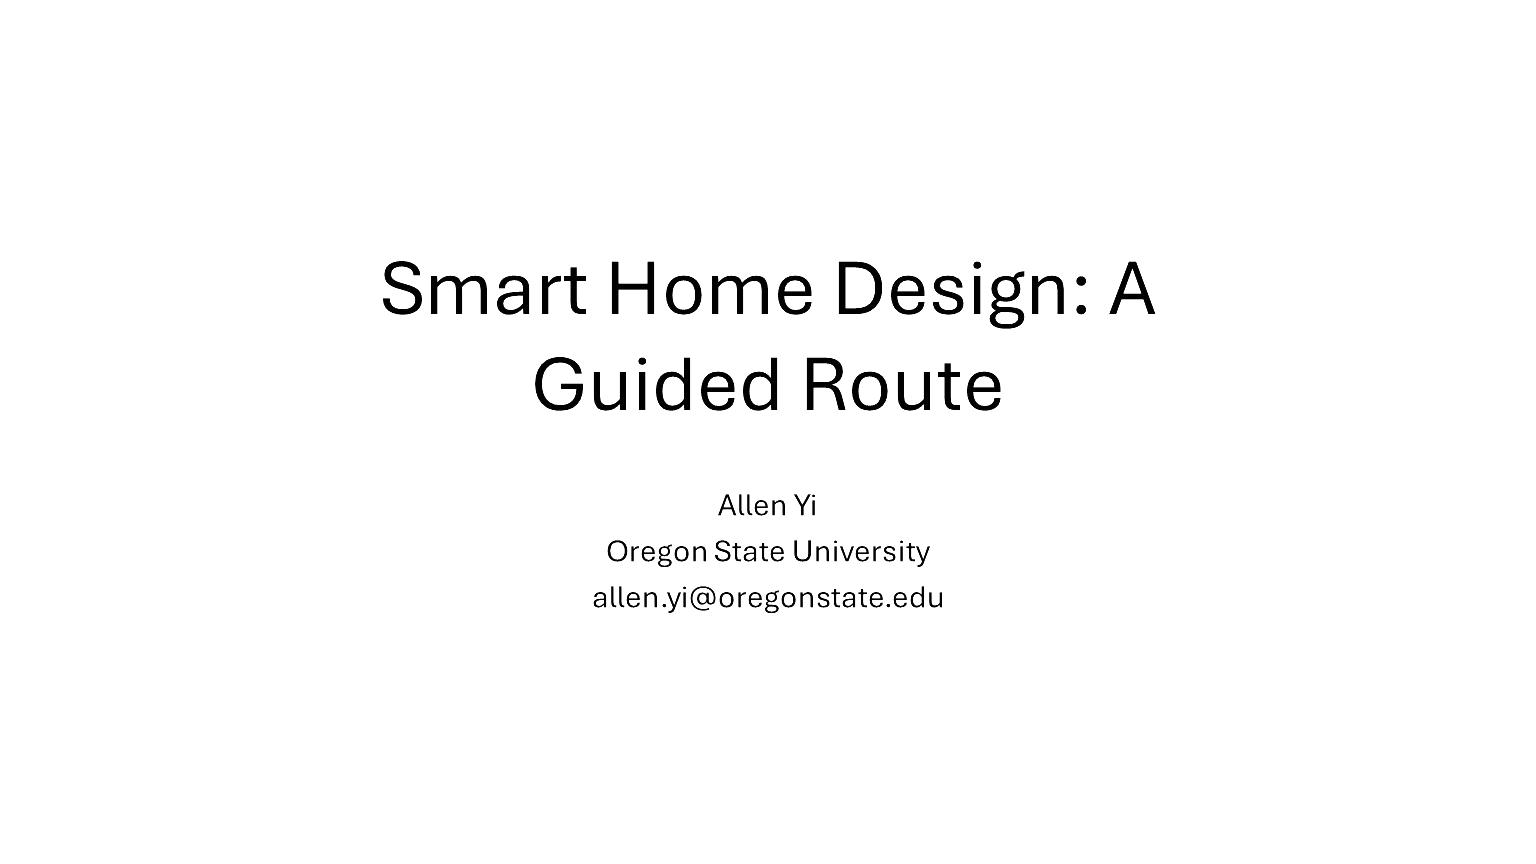 Smart Home Design: A
Guided Route
Allen Yi
Oregon State University
allen.yi@oregonstate.edu